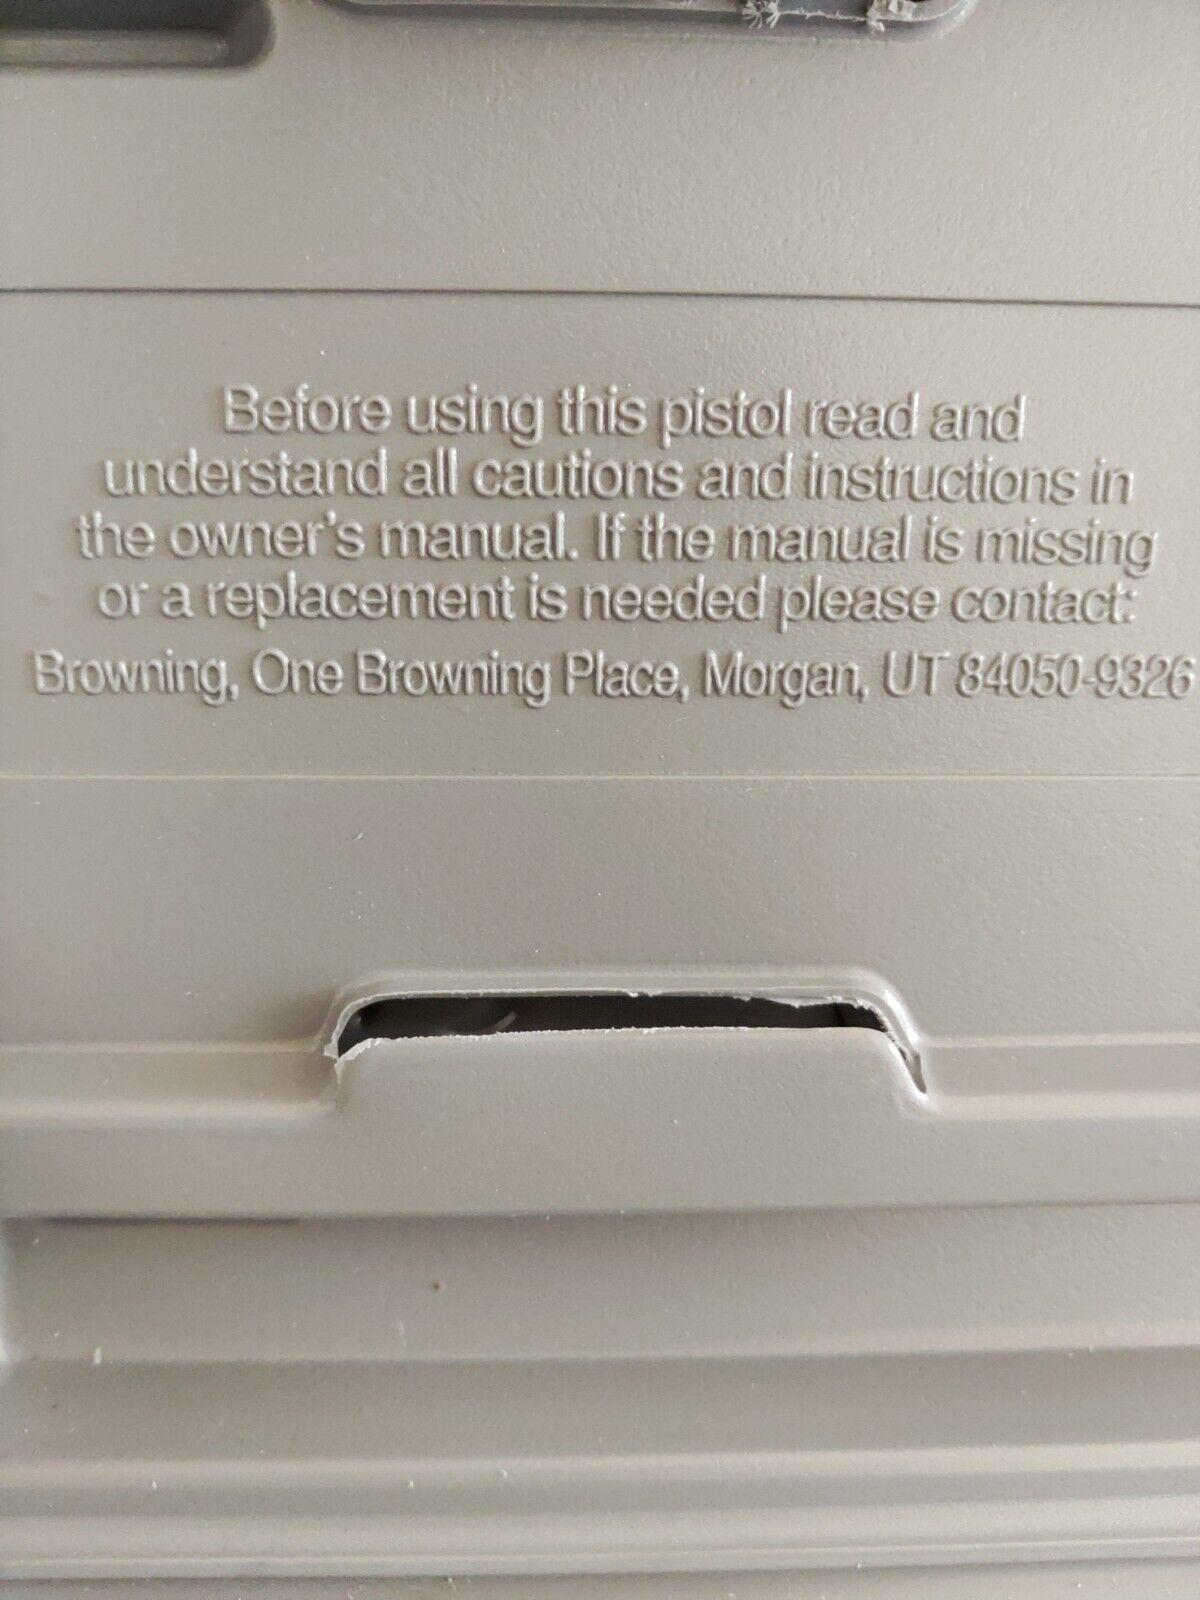 Before using this pistol read and
understand all cautions and instructions in
the owner's manual. If the manual is missing
or a replacement is needed please contact:
Browning, One Browning Place, Morgan, UT 84050-9326